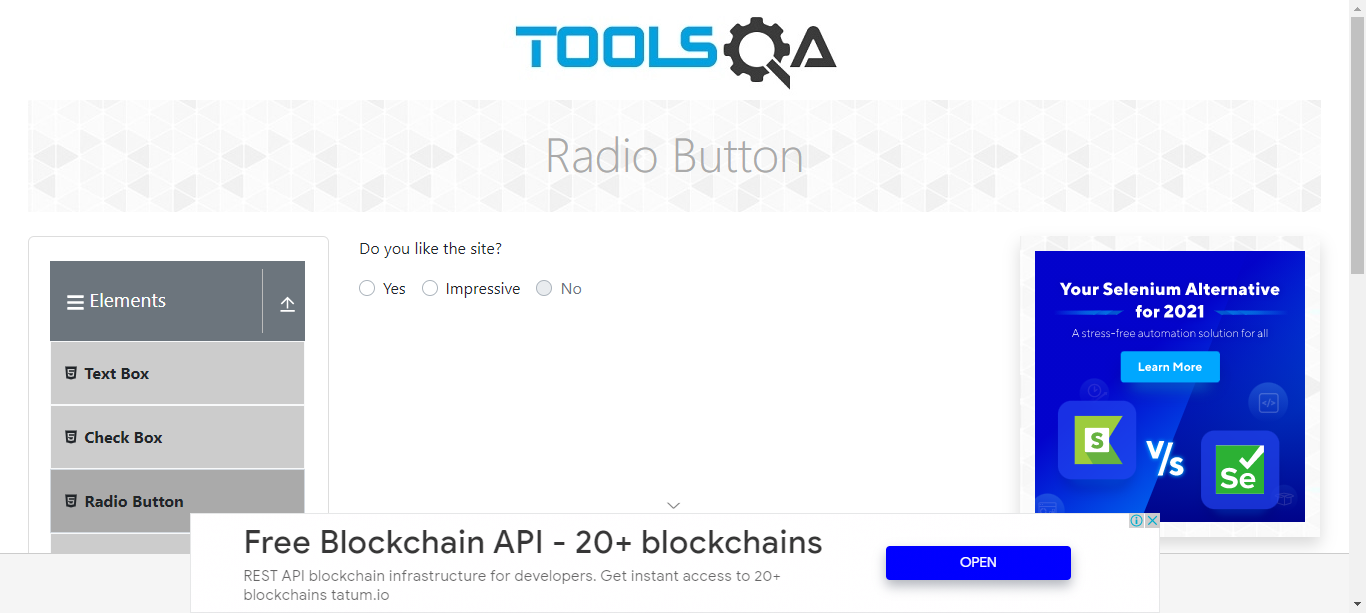 TOOLSQA
Radio Button
Elements
Text Box
Check Box
Radio Button
Do you like the site?
Yes Impressive No
Your Selenium Alternative
for 2021
A stress-free automation solution for all
Learn More
S
V/s
Se
Free Blockchain API - 20+ blockchains
REST API blockchain infrastructure for developers. Get instant access to 20+
blockchains tatum.io
OPEN